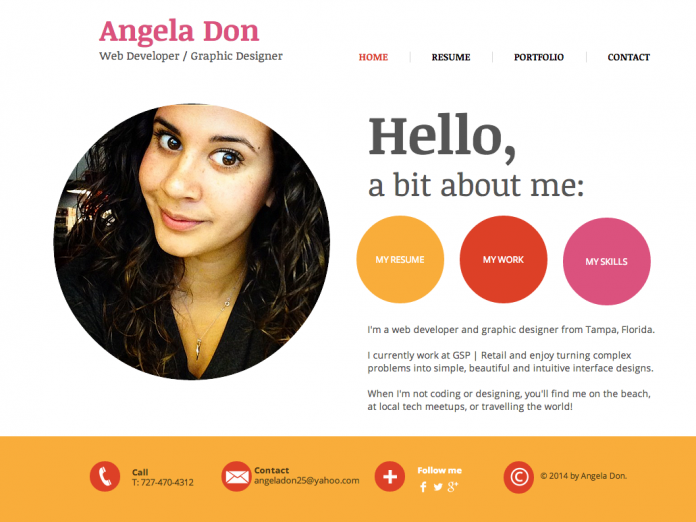 Angela Don
Web Developer / Graphic Designer
HOME
RESUME
PORTFOLIO
CONTACT
Hello,
a bit about me:
MY RESUME
MY WORK
MY SKILLS
I'm a web developer and graphic designer from Tampa, Florida.
I currently work at GSP | Retail and enjoy turning complex
problems into simple, beautiful and intuitive interface designs.
When I'm not coding or designing, you'll find me on the beach,
at local tech meetups, or travelling the world!
Call
T: 727-470-4312
Contact
angeladon25@yahoo.com
Follow me
© 2014 by Angela Don.